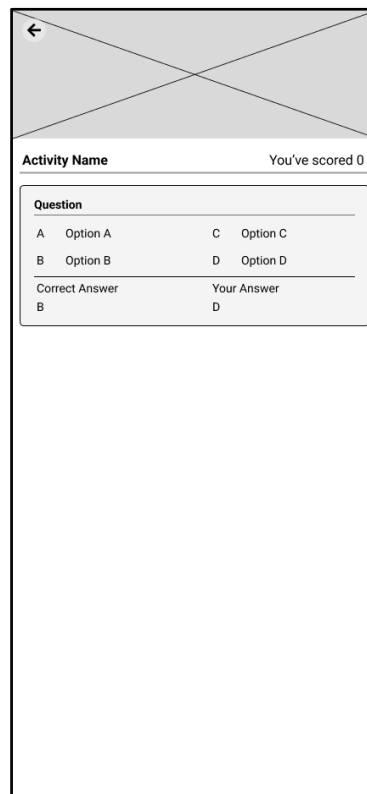 Activity Name You've scored 0
Question
A Option A C Option C
B Option B D Option D
Correct Answer Your Answer
B D